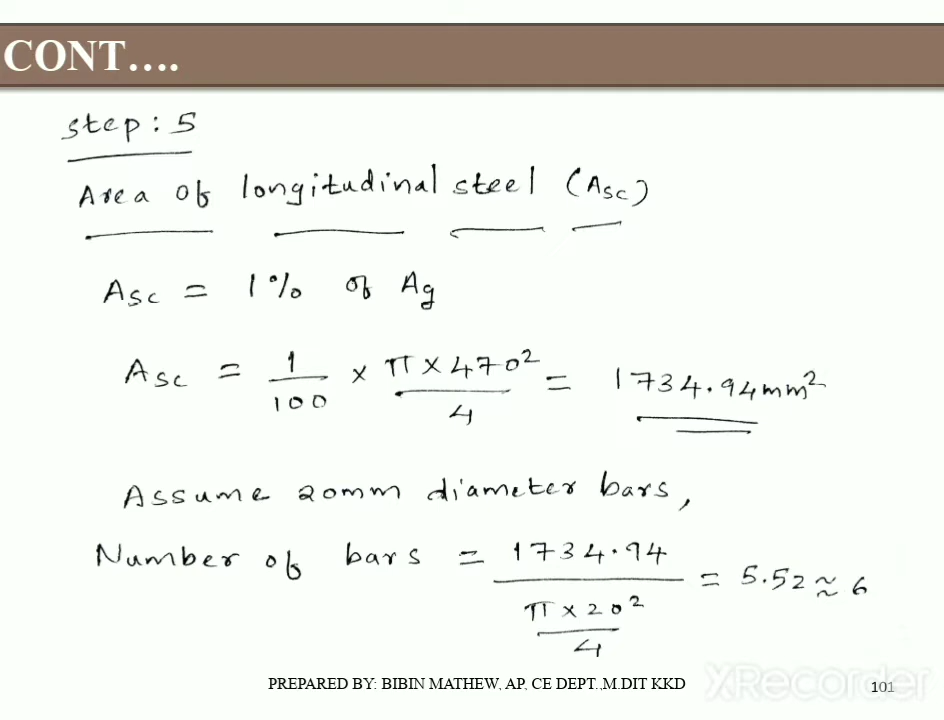 CONT….
step: 5
Area of longitudinal steel (Asc)
Asc = 1% of Ag
Asc = 1/100 × π × 470²/4 = 1734.94mm²
Assume 20mm diameter bars,
Number of bars = 1734.94 / (π × 20²/4) = 5.52 ≈ 6
PREPARED BY: BIBIN MATHEW, AP, CE DEPT.,M.DIT KKD
XRecorder
101